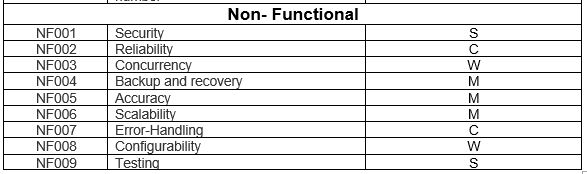 number
Non- Functional
NF001 Security S
NF002 Reliability C
NF003 Concurrency W
NF004 Backup and recovery M
NF005 Accuracy M
NF006 Scalability M
NF007 Error-Handling C
NF008 Configurability W
NF009 Testing S